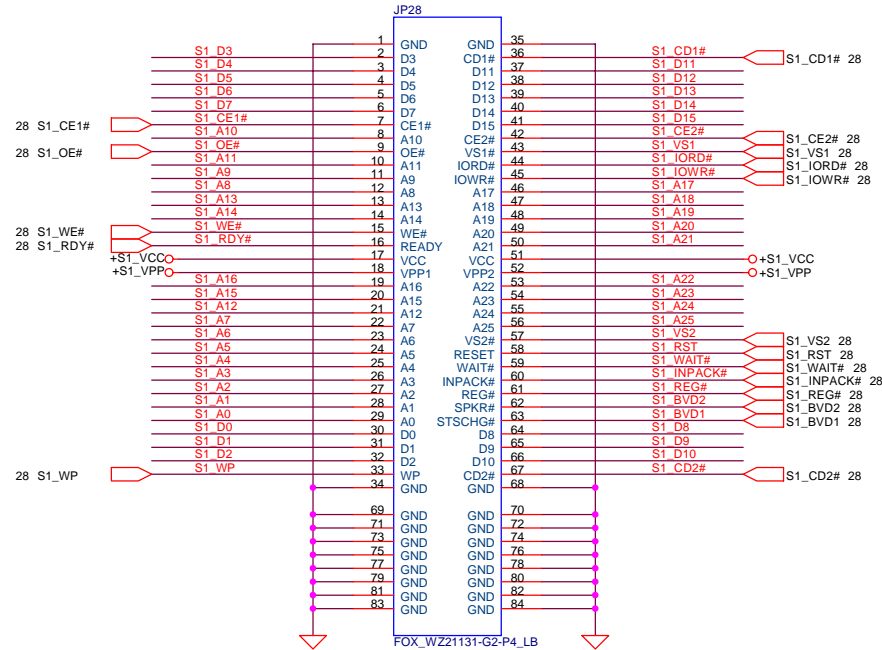 JP28
1 GND GND 35
S1_D3 2 D3 CD1# 36 S1_CD1# S1_CD1# 28
S1_D4 3 D4 D11 37 S1_D11
S1_D5 4 D5 D12 38 S1_D12
S1_D6 5 D6 D13 39 S1_D13
S1_D7 6 D7 D14 40 S1_D14
28 S1_CE1# S1_CE1# 7 CE1# D15 41 S1_D15
S1_A10 8 A10 CE2# 42 S1_CE2# S1_CE2# 28
28 S1_OE# S1_OE# 9 OE# VS1# 43 S1_VS1 S1_VS1 28
S1_A11 10 A11 IORD# 44 S1_IORD# S1_IORD# 28
S1_A9 11 A9 IOWR# 45 S1_IOWR# S1_IOWR# 28
S1_A8 12 A8 A17 46 S1_A17
S1_A13 13 A13 A18 47 S1_A18
S1_A14 14 A14 A19 48 S1_A19
28 S1_WE# S1_WE# 15 WE# A20 49 S1_A20
28 S1_RDY# S1_RDY# 16 READY A21 50 S1_A21
+S1_VCC 17 VCC VCC 51 +S1_VCC
+S1_VPP 18 VPP1 VPP2 52 +S1_VPP
S1_A16 19 A16 A22 53 S1_A22
S1_A15 20 A15 A23 54 S1_A23
S1_A12 21 A12 A24 55 S1_A24
S1_A7 22 A7 A25 56 S1_A25
S1_A6 23 A6 VS2# 57 S1_VS2 S1_VS2 28
S1_A5 24 A5 RESET 58 S1_RST S1_RST 28
S1_A4 25 A4 WAIT# 59 S1_WAIT# S1_WAIT# 28
S1_A3 26 A3 INPACK# 60 S1_INPACK# S1_INPACK# 28
S1_A2 27 A2 REG# 61 S1_REG# S1_REG# 28
S1_A1 28 A1 SPKR# 62 S1_BVD2 S1_BVD2 28
S1_A0 29 A0 STSCHG# 63 S1_BVD1 S1_BVD1 28
S1_D0 30 D0 D8 64 S1_D8
S1_D1 31 D1 D9 65 S1_D9
S1_D2 32 D2 D10 66 S1_D10
28 S1_WP S1_WP 33 WP CD2# 67 S1_CD2# S1_CD2# 28
34 GND GND 68
69 GND GND 70
71 GND GND 72
73 GND GND 74
75 GND GND 76
77 GND GND 78
79 GND GND 80
81 GND GND 82
83 GND GND 84
FOX_WZ21131-G2-P4_LB